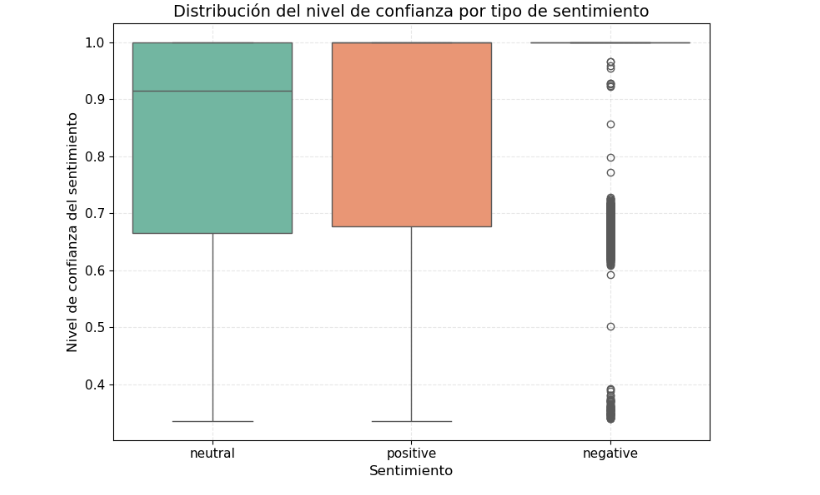 Distribución del nivel de confianza por tipo de sentimiento
Nivel de confianza del sentimiento
1.0
0.9
0.8
0.7
0.6
0.5
0.4
neutral
positive
negative
Sentimiento